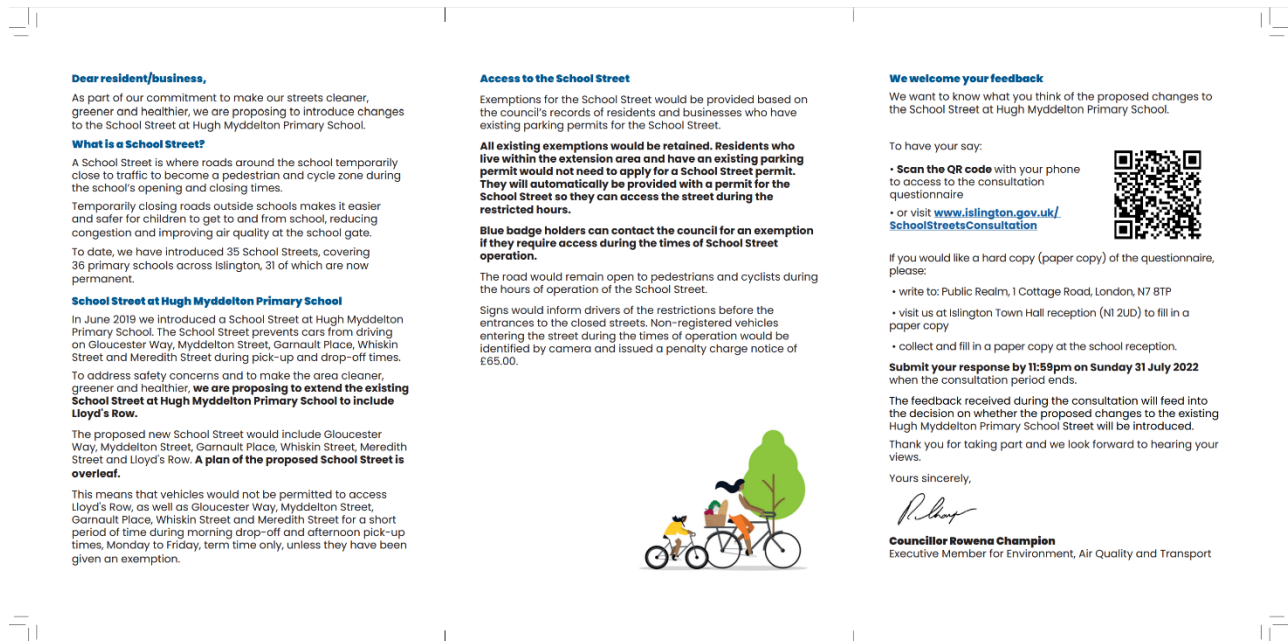 Dear resident/business,
As part of our commitment to make our streets cleaner,
greener and healthier, we are proposing to introduce changes
to the School Street at Hugh Myddelton Primary School.
What is a School Street?
A School Street is where roads around the school temporarily
close to traffic to become a pedestrian and cycle zone during
the school's opening and closing times.
Temporarily closing roads outside schools makes it easier
and safer for children to get to and from school, reducing
congestion and improving air quality at the school gate.
To date, we have introduced 35 School Streets, covering
36 primary schools across Islington, 31 of which are now
permanent.
School Street at Hugh Myddelton Primary School
In June 2019 we introduced a School Street at Hugh Myddelton
Primary School. The School Street prevents cars from driving
on Gloucester Way, Myddelton Street, Garnault Place, Whiskin
Street and Meredith Street during pick-up and drop-off times.
To address safety concerns and to make the area cleaner,
greener and healthier, we are proposing to extend the existing
School Street at Hugh Myddelton Primary School to include
Lloyd's Row.
The proposed new School Street would include Gloucester
Way, Myddelton Street, Garnault Place, Whiskin Street, Meredith
Street and Lloyd's Row. A plan of the proposed School Street is
overleaf.
This means that vehicles would not be permitted to access
Lloyd's Row, as well as Gloucester Way, Myddelton Street,
Garnault Place, Whiskin Street and Meredith Street for a short
period of time during morning drop-off and afternoon pick-up
times, Monday to Friday, term time only, unless they have been
given an exemption.
Access to the School Street
Exemptions for the School Street would be provided based on
the council's records of residents and businesses who have
existing parking permits for the School Street.
All existing exemptions would be retained. Residents who
live within the extension area and have an existing parking
permit would not need to apply for a School Street permit.
They will automatically be provided with a permit for the
School Street so they can access the street during the
restricted hours.
Blue badge holders can contact the council for an exemption
if they require access during the times of School Street
operation.
The road would remain open to pedestrians and cyclists during
the hours of operation of the School Street.
Signs would inform drivers of the restrictions before the
entrances to the closed streets. Non-registered vehicles
entering the street during the times of operation would be
identified by camera and issued a penalty charge notice of
£65.00.
We welcome your feedback
We want to know what you think of the proposed changes to
the School Street at Hugh Myddelton Primary School.
To have your say:
• Scan the QR code with your phone
to access to the consultation
questionnaire
• or visit www.islington.gov.uk/
SchoolStreetsConsultation
If you would like a hard copy (paper copy) of the questionnaire,
please:
• write to: Public Realm, 1 Cottage Road, London, N7 8TP
• visit us at Islington Town Hall reception (N1 2UD) to fill in a
paper copy
• collect and fill in a paper copy at the school reception.
Submit your response by 11:59pm on Sunday 31 July 2022
when the consultation period ends.
The feedback received during the consultation will feed into
the decision on whether the proposed changes to the existing
Hugh Myddelton Primary School Street will be introduced.
Thank you for taking part and we look forward to hearing your
views.
Yours sincerely,
Councillor Rowena Champion
Executive Member for Environment, Air Quality and Transport